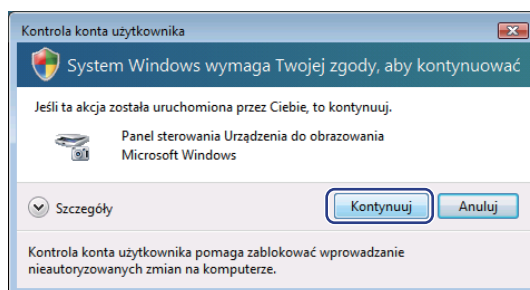 Kontrola konta użytkownika
System Windows wymaga Twojej zgody, aby kontynuować
Jeśli ta akcja została uruchomiona przez Ciebie, to kontynuuj.
Panel sterowania Urządzenia do obrazowania
Microsoft Windows
Szczegóły
Kontynuuj
Anuluj
Kontrola konta użytkownika pomaga zablokować wprowadzanie
nieautoryzowanych zmian na komputerze.